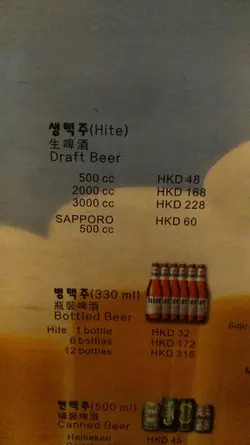 생맥주(Hite)
生啤酒
Draft Beer
500 cc HKD 48
2000 cc HKD 168
3000 cc HKD 228
SAPPORO HKD 60
500 cc
병맥주(330 ml)
瓶裝啤酒
Bottled Beer
Hite 1 bottle HKD 32
6 bottles HKD 172
12 bottles HKD 318
Soju
캔맥주(500 ml)
罐裝啤酒
Canned Beer
Heineken HKD 45